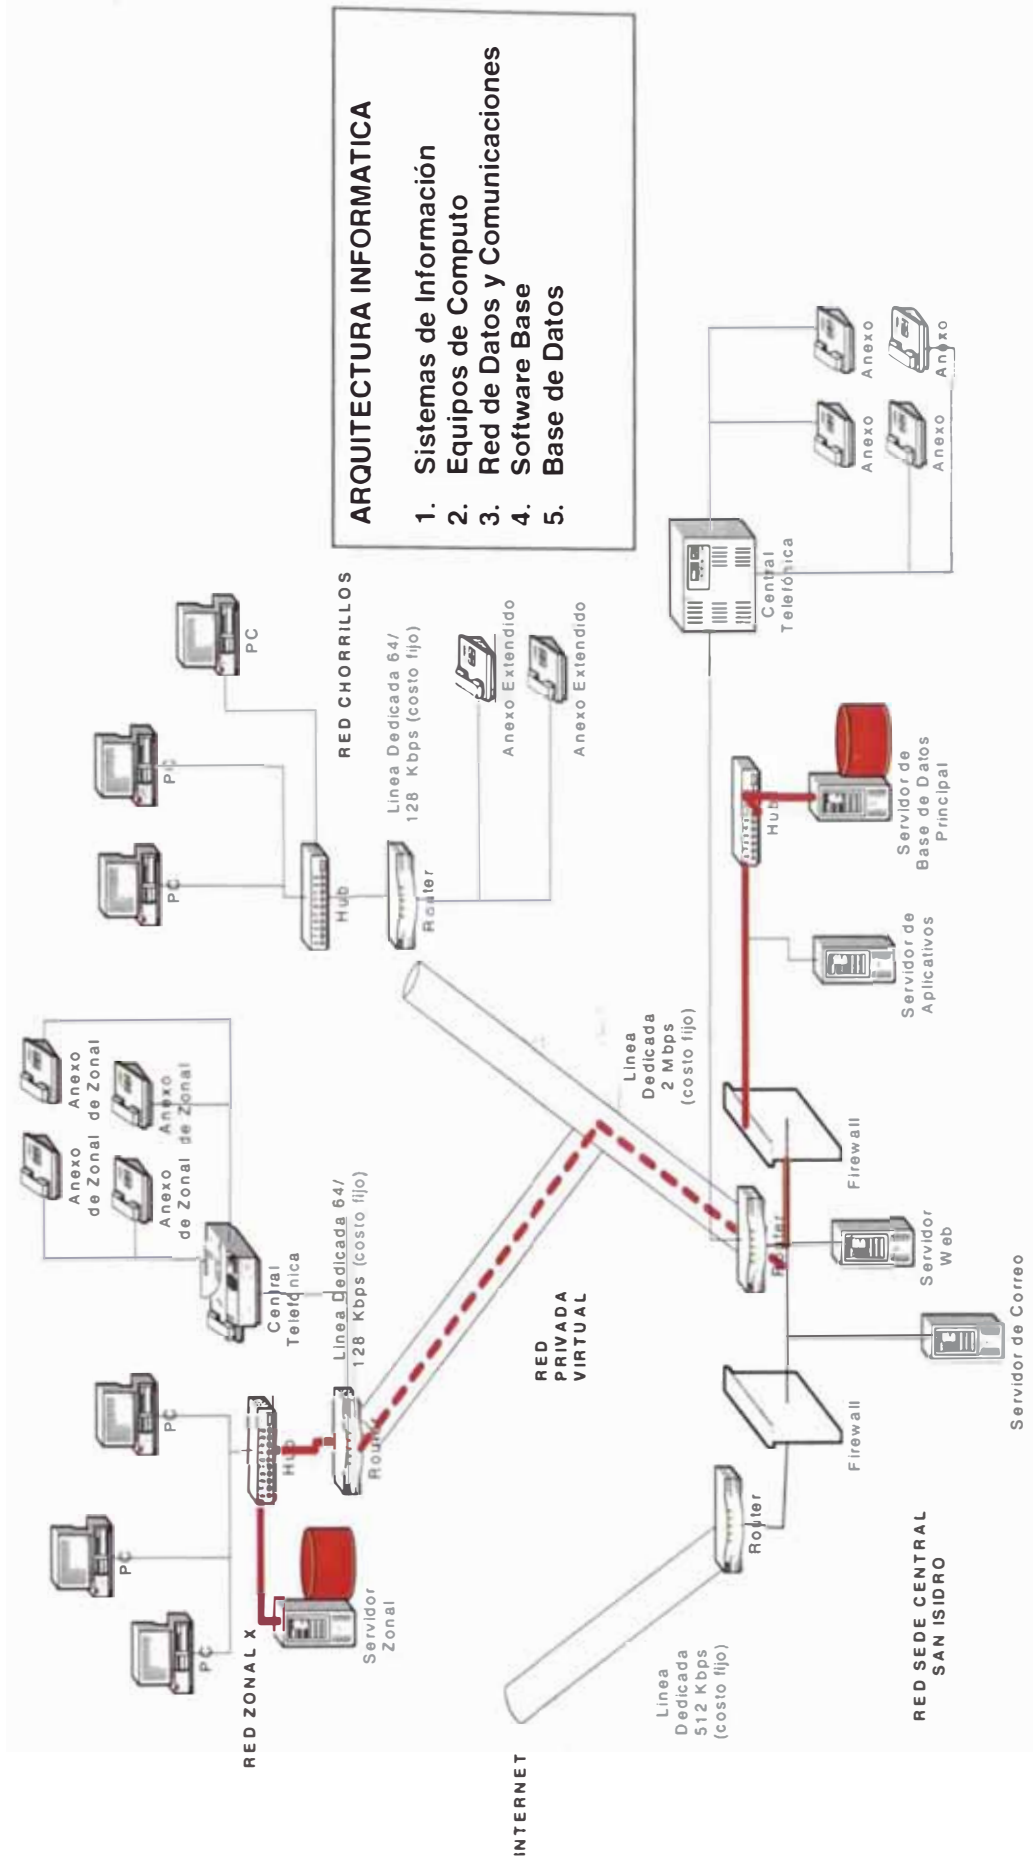 ARQUITECTURA INFORMATICA
1. Sistemas de Información
2. Equipos de Computo
3. Red de Datos y Comunicaciones
4. Software Base
5. Base de Datos
RED ZONAL X
PC
PC
PC
Hub
Servidor
Zonal
Router
Central
Telefónica
Anexo
de Zonal
Anexo
de Zonal
Anexo
de Zonal
Anexo
de Zonal
Linea Dedicada 64/
128 Kbps (costo fijo)
RED CHORRILLOS
PC
PC
PC
Hub
Router
Linea Dedicada 64/
128 Kbps (costo fijo)
Anexo Extendido
Anexo Extendido
INTERNET
RED
PRIVADA
VIRTUAL
Linea
Dedicada
2 Mbps
(costo fijo)
Linea
Dedicada
512 Kbps
(costo fijo)
Router
Firewall
Router
Firewall
Servidor
Web
Servidor de Correo
Servidor de
Aplicativos
Hub
Servidor de
Base de Datos
Principal
Central
Telefónica
Anexo
Anexo
Anexo
Anexo
RED SEDE CENTRAL
SAN ISIDRO